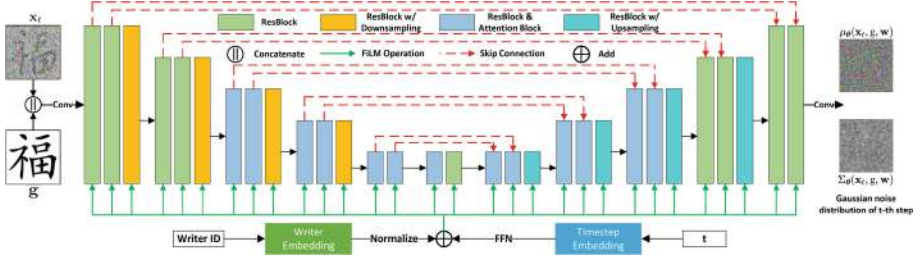 x_t
ResBlock
ResBlock w/
Downsampling
ResBlock &
Attention Block
ResBlock w/
Upsampling
Concatenate
FiLM Operation
Skip Connection
Add
Conv
福
g
Conv
μ_θ(x_t, g, w)
Σ_θ(x_t, g, w)
Gaussian noise
distribution of t-th step
Writer ID
Writer
Embedding
Normalize
FFN
Timestep
Embedding
t